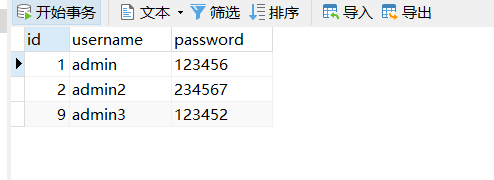 开始事务 文本 筛选 排序 导入 导出
id username password
1 admin 123456
2 admin2 234567
9 admin3 123452